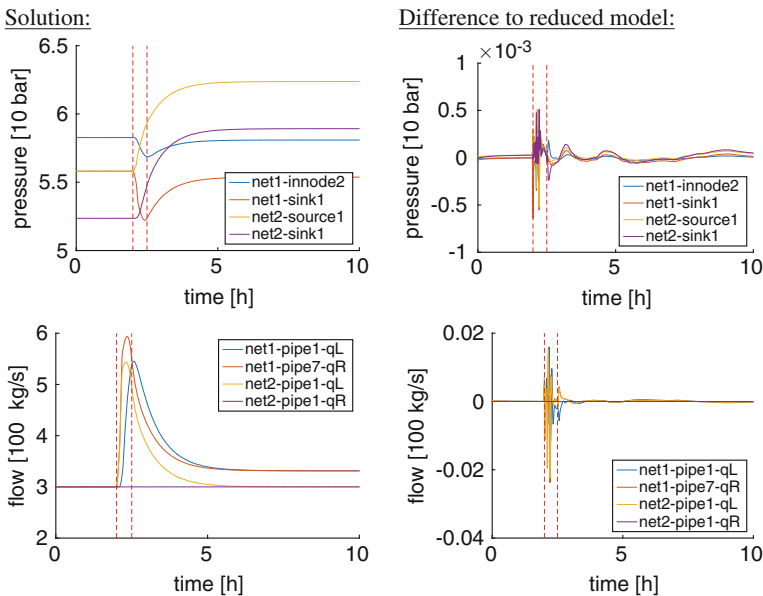 Solution:
Difference to reduced model:
pressure [10 bar]
6.5
6
5.5
5
0
5
10
time [h]
net1-innode2
net1-sink1
net2-source1
net2-sink1
×10⁻³
pressure [10 bar]
1
0.5
0
-0.5
-1
0
5
10
time [h]
net1-innode2
net1-sink1
net2-source1
net2-sink1
flow [100 kg/s]
6
5
4
3
2
0
5
10
time [h]
net1-pipe1-qL
net1-pipe7-qR
net2-pipe1-qL
net2-pipe1-qR
flow [100 kg/s]
0.02
0
-0.02
-0.04
0
5
10
time [h]
net1-pipe1-qL
net1-pipe7-qR
net2-pipe1-qL
net2-pipe1-qR